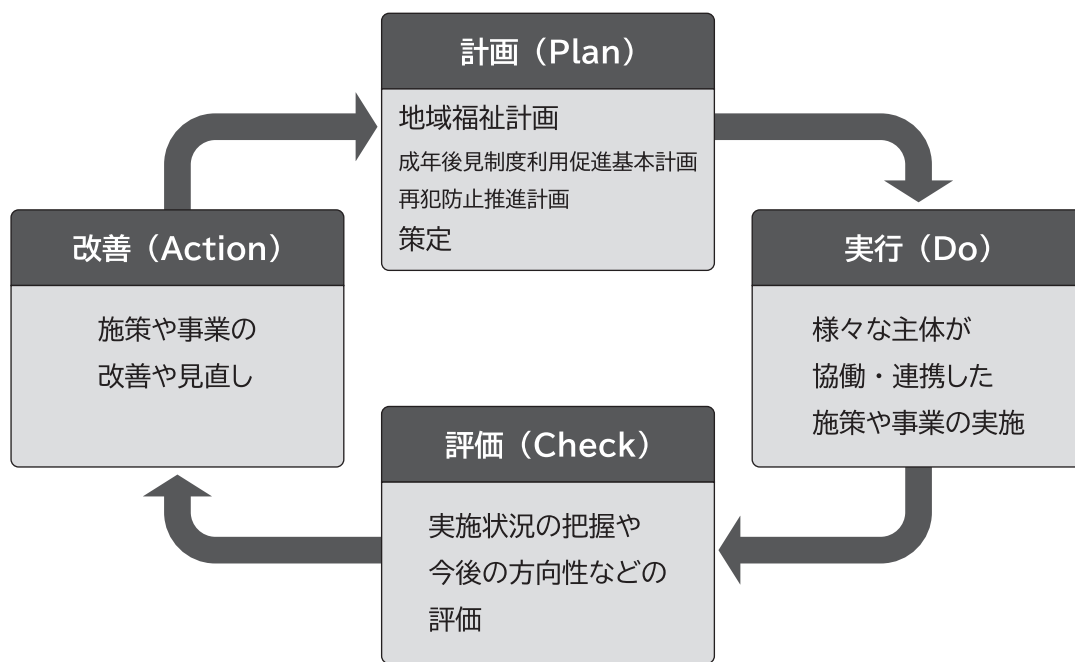 計画（Plan）
地域福祉計画
成年後見制度利用促進基本計画
再犯防止推進計画
策定
実行（Do）
様々な主体が
協働・連携した
施策や事業の実施
評価（Check）
実施状況の把握や
今後の方向性などの
評価
改善（Action）
施策や事業の
改善や見直し